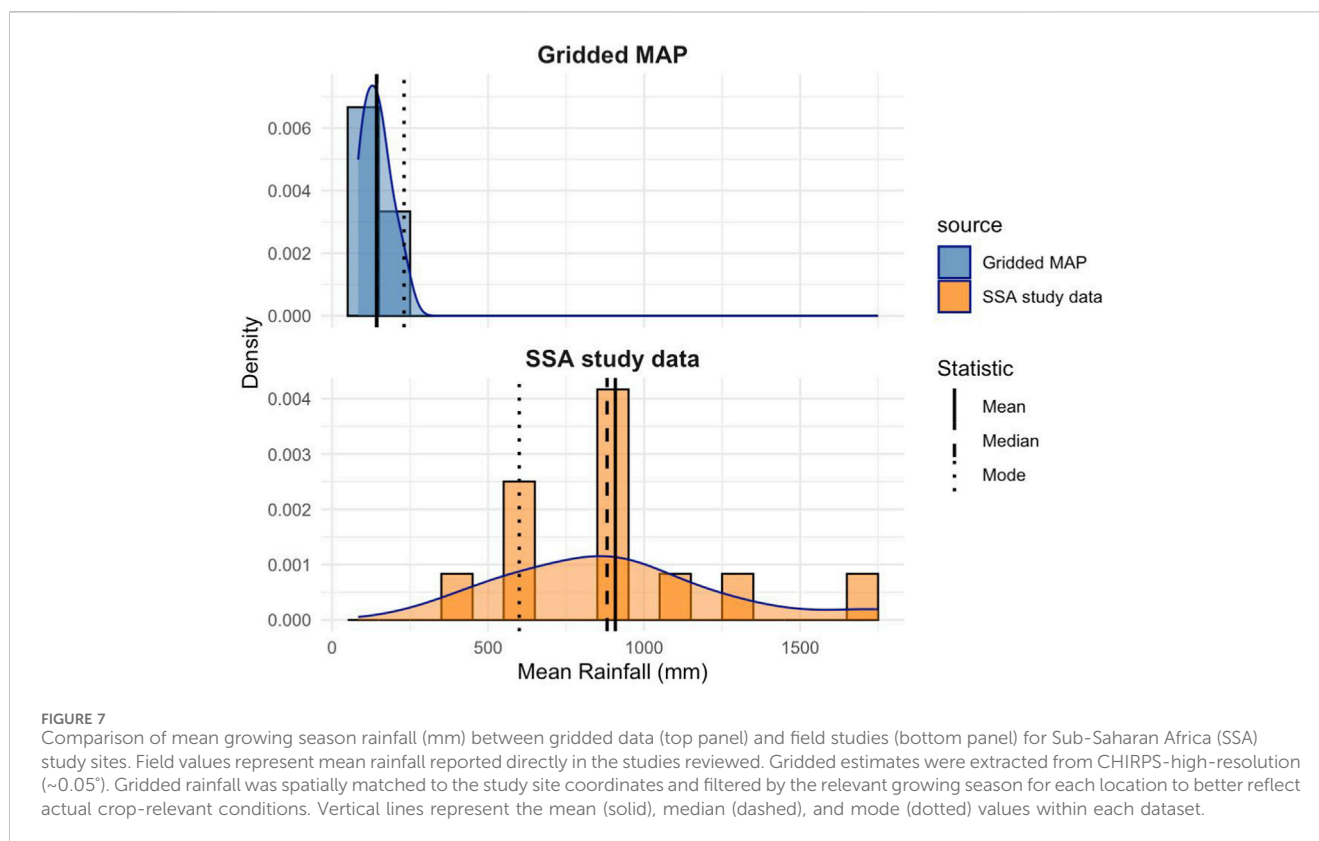 Gridded MAP
0.006
0.004
0.002
0.000
SSA study data
0.004
0.003
0.002
0.001
0.000
Density
0
500
1000
1500
Mean Rainfall (mm)
source
Gridded MAP
SSA study data
Statistic
Mean
Median
Mode
FIGURE 7
Comparison of mean growing season rainfall (mm) between gridded data (top panel) and field studies (bottom panel) for Sub-Saharan Africa (SSA)
study sites. Field values represent mean rainfall reported directly in the studies reviewed. Gridded estimates were extracted from CHIRPS-high-resolution
(~0.05°). Gridded rainfall was spatially matched to the study site coordinates and filtered by the relevant growing season for each location to better reflect
actual crop-relevant conditions. Vertical lines represent the mean (solid), median (dashed), and mode (dotted) values within each dataset.